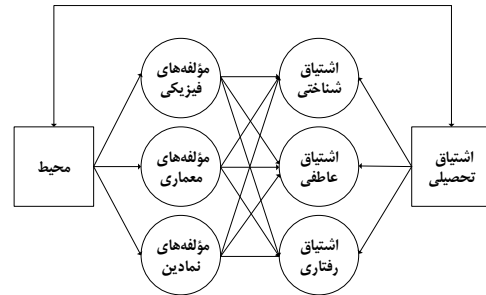 مؤلفه‌های
فیزیکی
اشتیاق
شناختی
محیط
مؤلفه‌های
معماری
اشتیاق
عاطفی
اشتیاق
تحصیلی
مؤلفه‌های
نمادین
اشتیاق
رفتاری